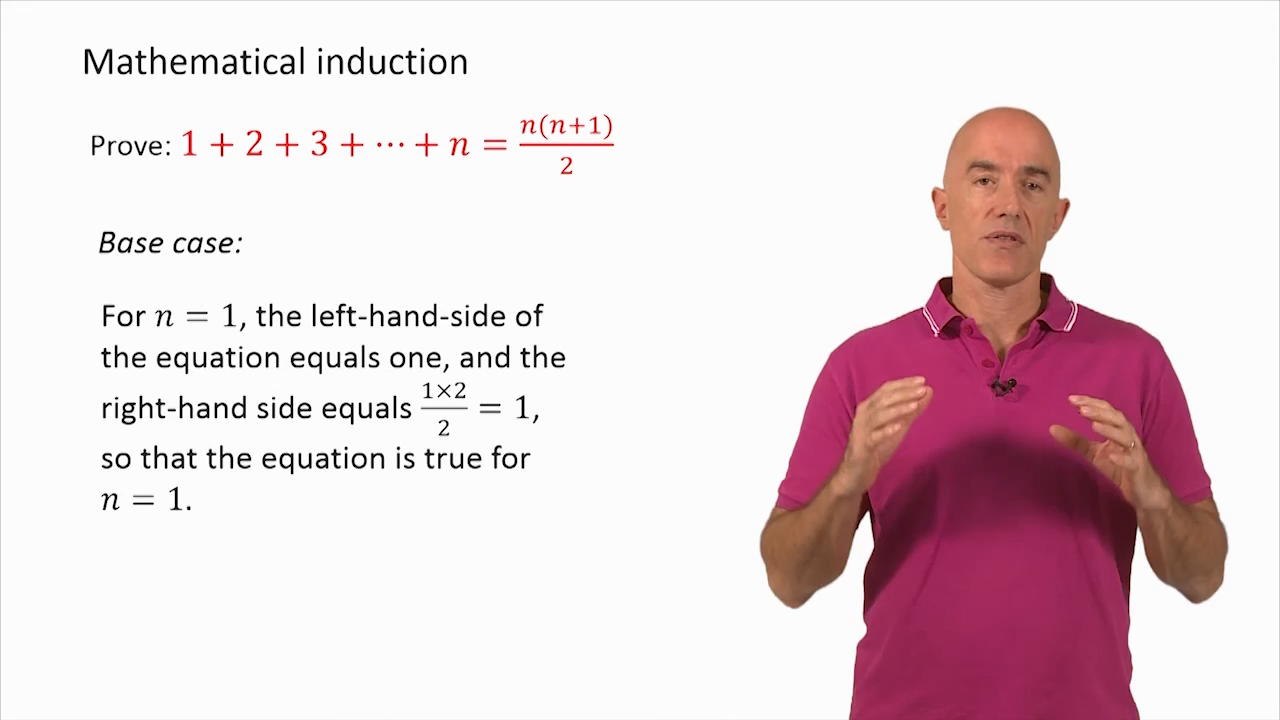 Mathematical induction
Prove: 1 + 2 + 3 + ⋯ + n = n(n+1)/2
Base case:
For n = 1, the left-hand-side of
the equation equals one, and the
right-hand side equals 1×2/2 = 1,
so that the equation is true for
n = 1.